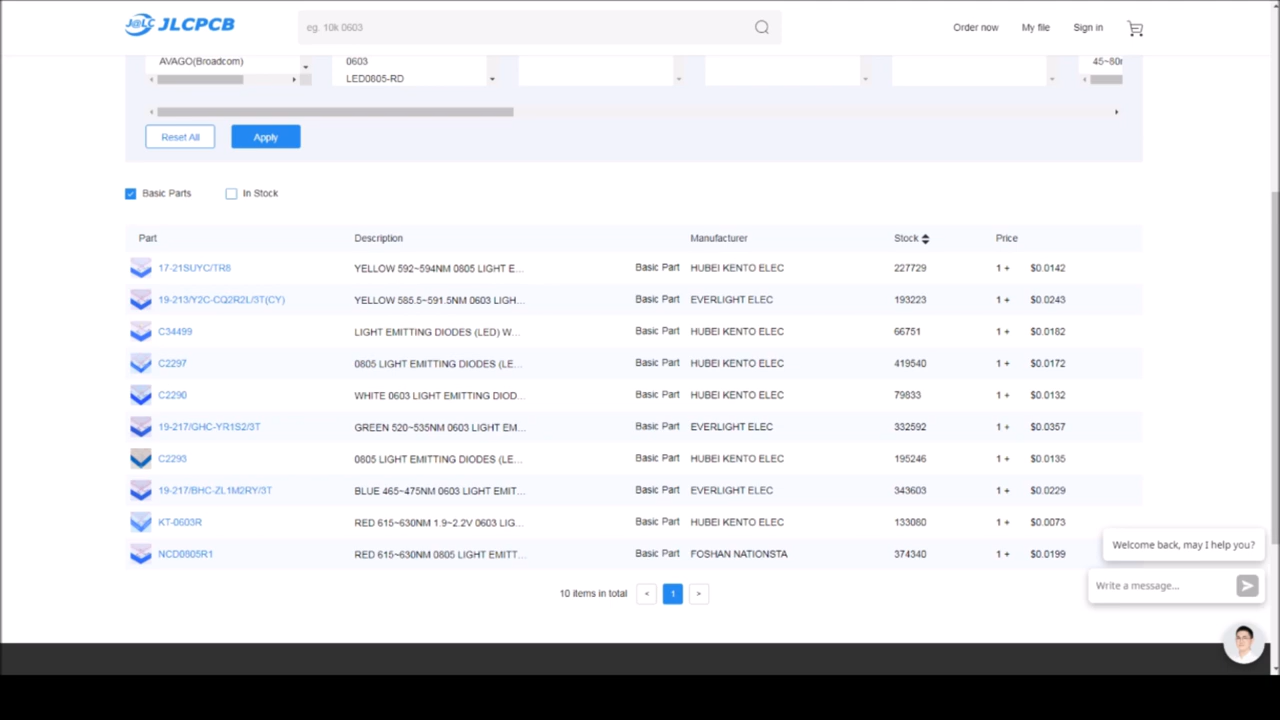 J@LC JLCPCB eg. 10k 0603 Order now My file Sign in
AVAGO(Broadcom) 0603 45~80
LED0805-RD
Reset All Apply
Basic Parts In Stock
Part Description Manufacturer Stock Price
17-21SUYC/TR8 YELLOW 592~594NM 0805 LIGHT E... Basic Part HUBEI KENTO ELEC 227729 1 + $0.0142
19-213/Y2C-CQ2R2L/3T(CY) YELLOW 585.5~591.5NM 0603 LIGH... Basic Part EVERLIGHT ELEC 193223 1 + $0.0243
C34499 LIGHT EMITTING DIODES (LED) W... Basic Part HUBEI KENTO ELEC 66751 1 + $0.0182
C2297 0805 LIGHT EMITTING DIODES (LE... Basic Part HUBEI KENTO ELEC 419540 1 + $0.0172
C2290 WHITE 0603 LIGHT EMITTING DIOD... Basic Part HUBEI KENTO ELEC 79833 1 + $0.0132
19-217/GHC-YR1S2/3T GREEN 520~535NM 0603 LIGHT EM... Basic Part EVERLIGHT ELEC 332592 1 + $0.0357
C2293 0805 LIGHT EMITTING DIODES (LE... Basic Part HUBEI KENTO ELEC 195246 1 + $0.0135
19-217/BHC-ZL1M2RY/3T BLUE 465~475NM 0603 LIGHT EMIT... Basic Part EVERLIGHT ELEC 343603 1 + $0.0229
KT-0603R RED 615~630NM 1.9~2.2V 0603 LIG... Basic Part HUBEI KENTO ELEC 133080 1 + $0.0073
NCD0805R1 RED 615~630NM 0805 LIGHT EMITT... Basic Part FOSHAN NATIONSTA 374340 1 + $0.0199
Welcome back, may I help you?
Write a message...
10 items in total < 1 >